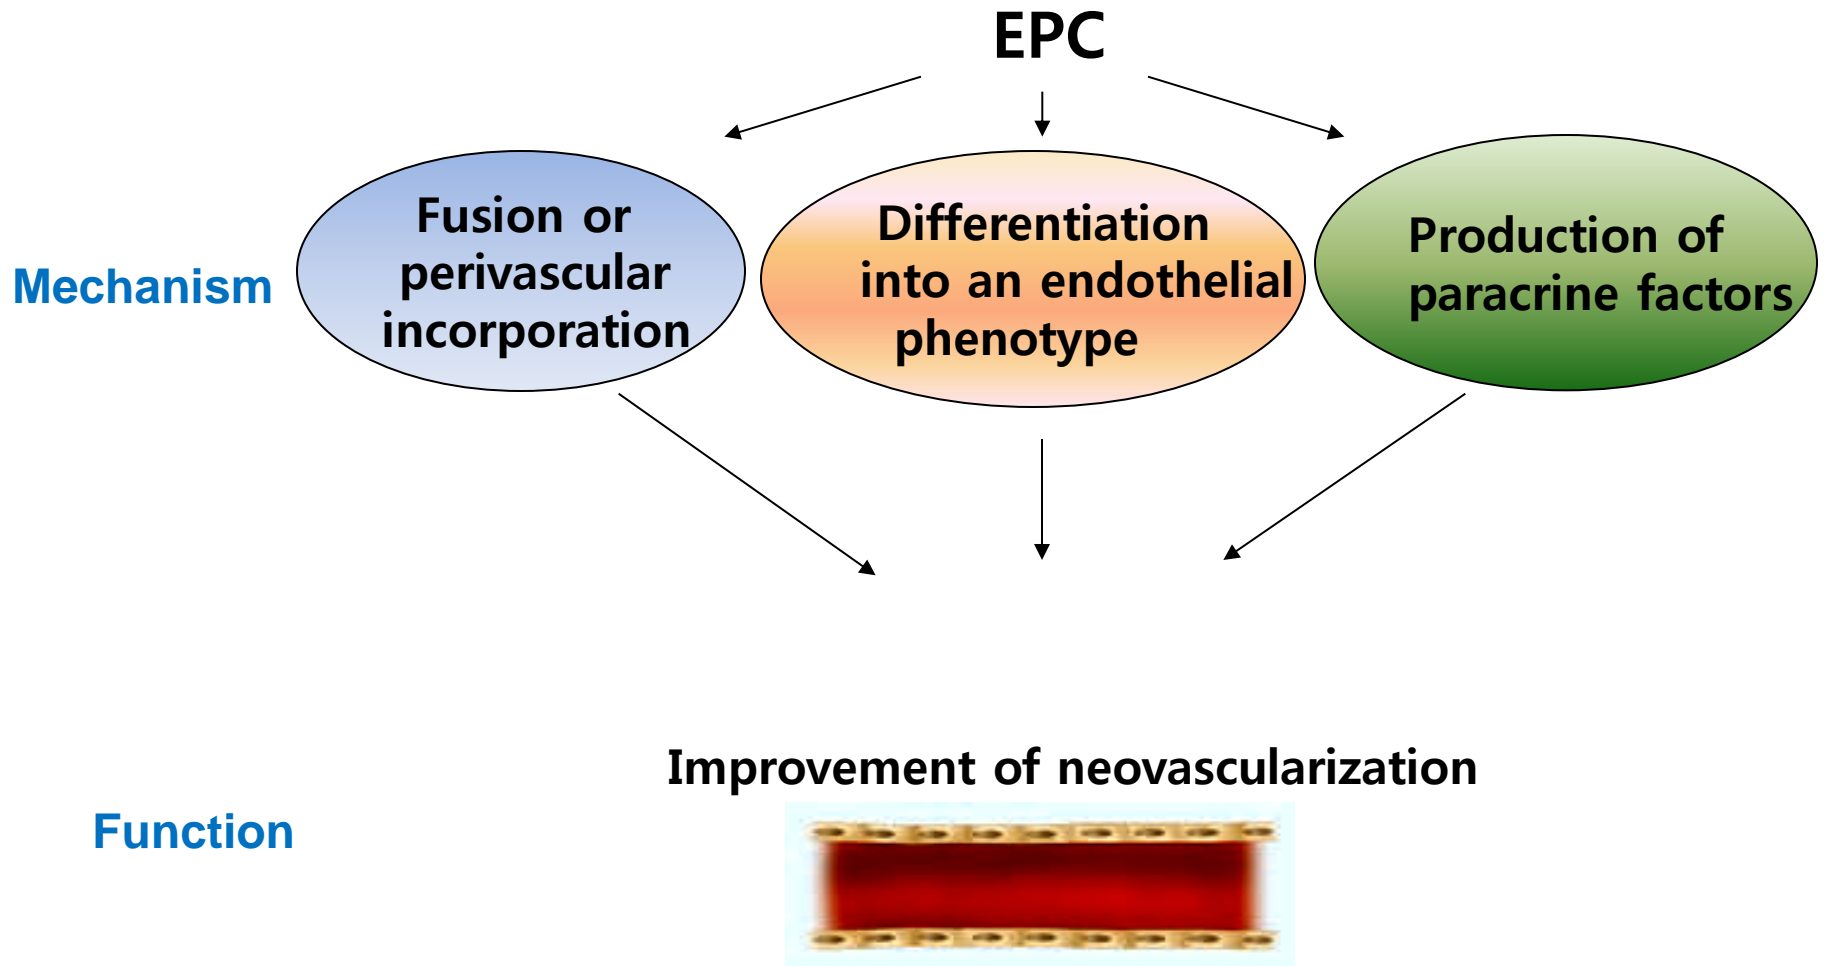 EPC
Mechanism
Fusion or
perivascular
incorporation
Differentiation
into an endothelial
phenotype
Production of
paracrine factors
Improvement of neovascularization
Function